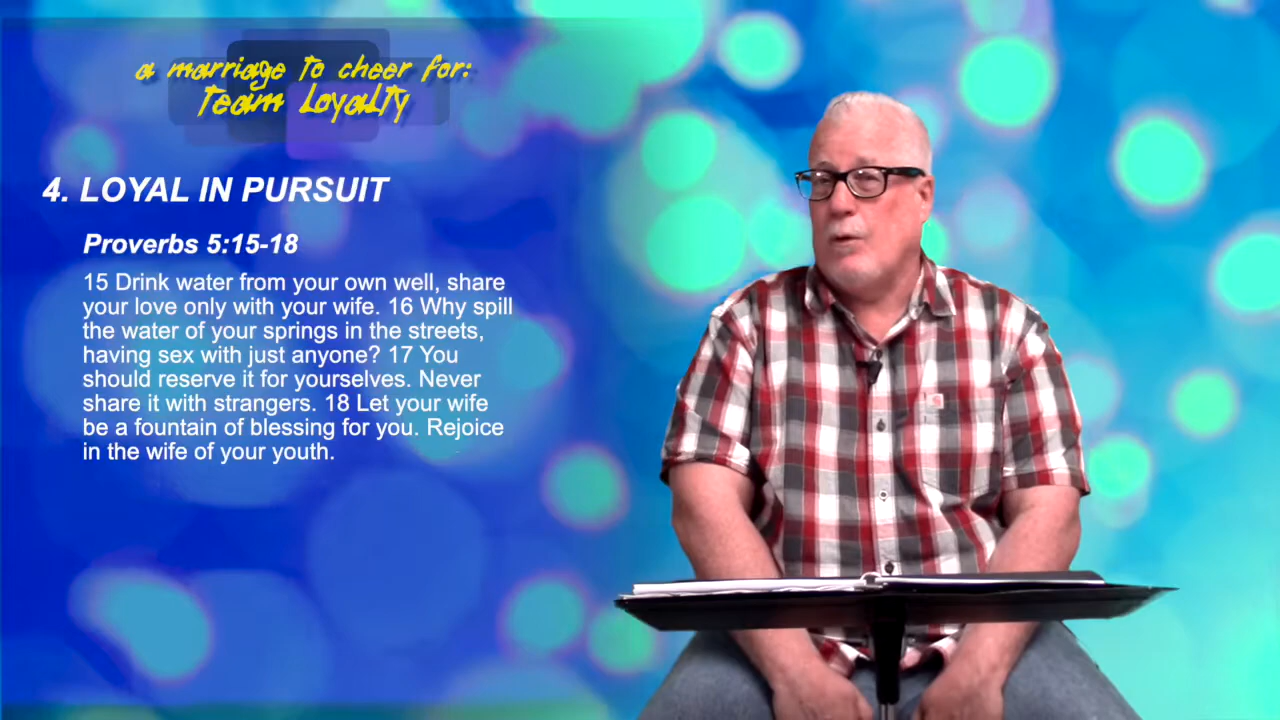 a marriage to cheer for:
Team Loyalty
4. LOYAL IN PURSUIT
Proverbs 5:15-18
15 Drink water from your own well, share
your love only with your wife. 16 Why spill
the water of your springs in the streets,
having sex with just anyone? 17 You
should reserve it for yourselves. Never
share it with strangers. 18 Let your wife
be a fountain of blessing for you. Rejoice
in the wife of your youth.